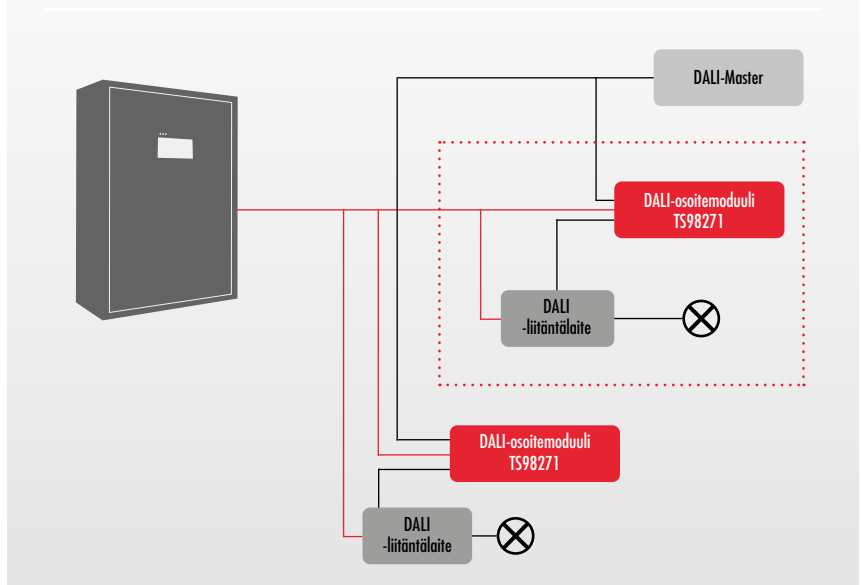 DALI-Master
DALI-osoitemoduuli
TS98271
DALI
-liitäntälaite
DALI-osoitemoduuli
TS98271
DALI
-liitäntälaite